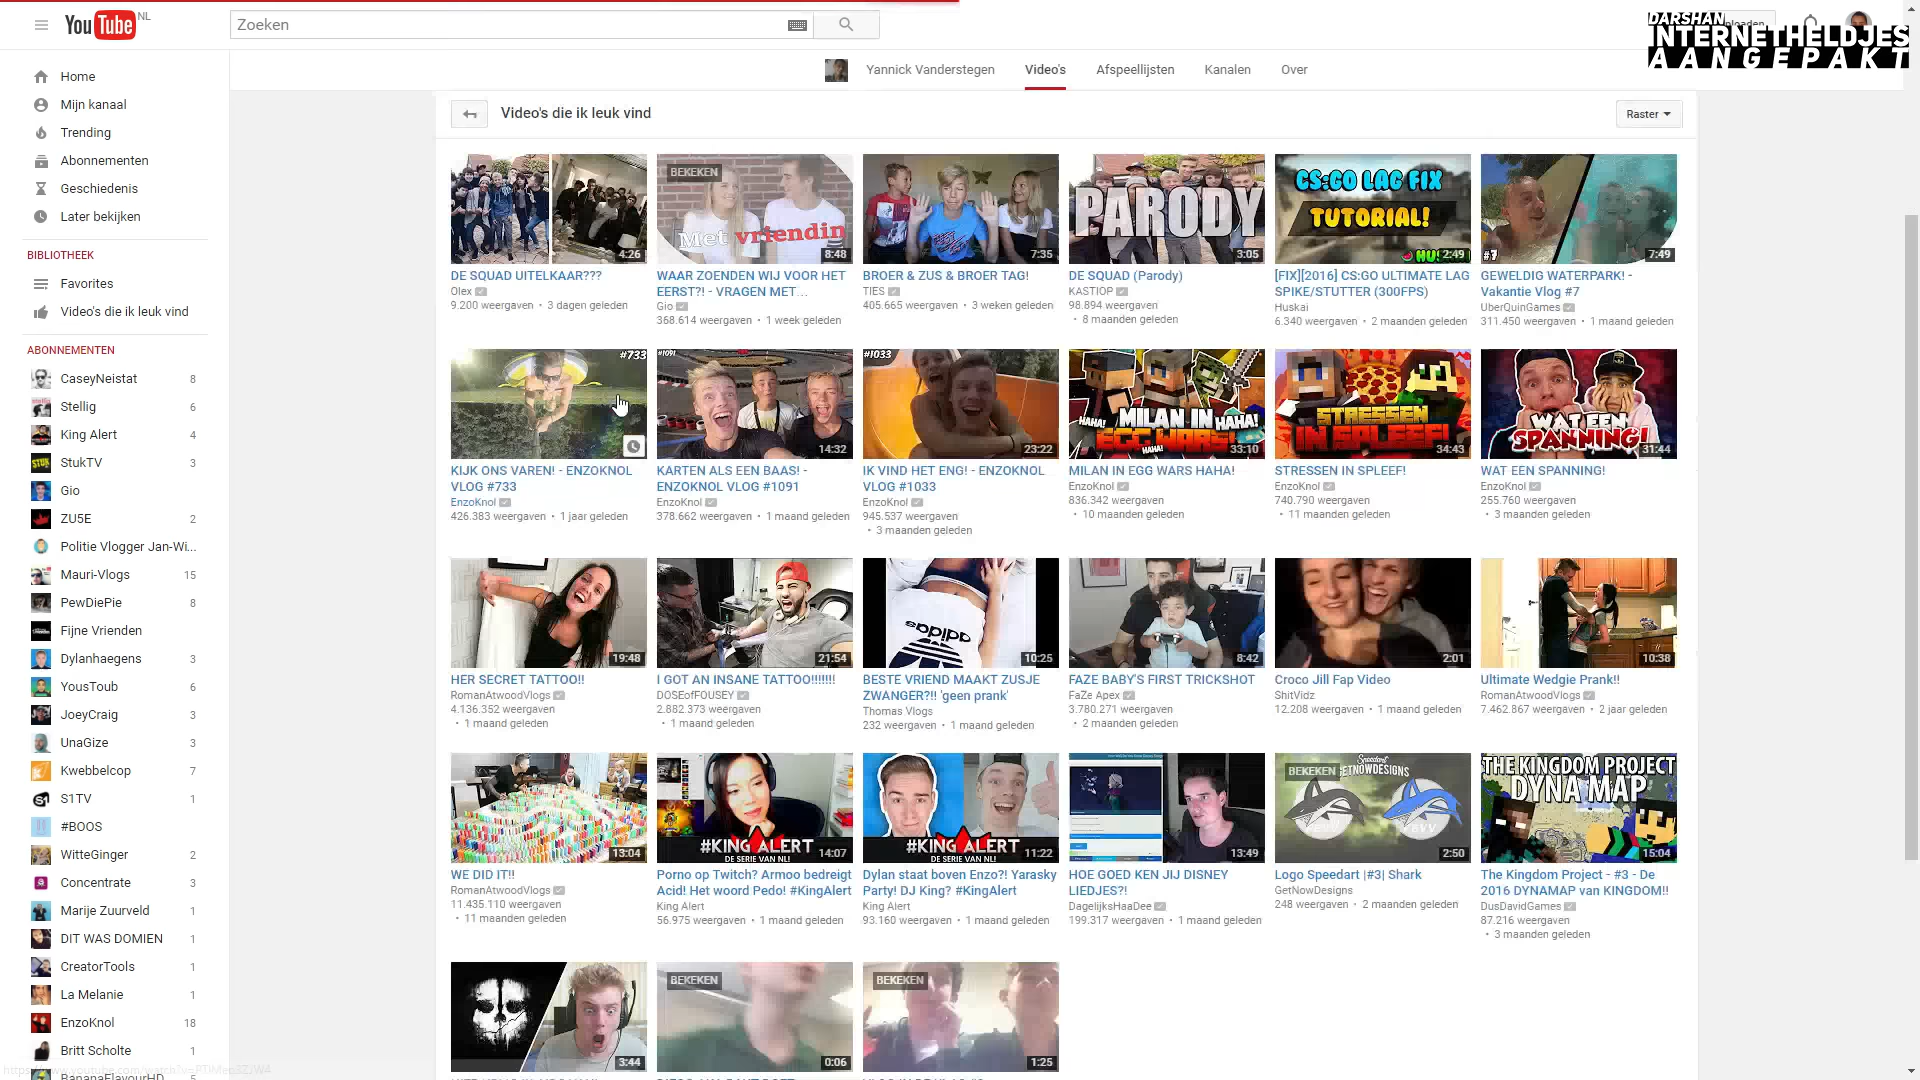 YouTube NL
Zoeken
DARSHAN
INTERNETHELDJES
AANGEPAKT
Yannick Vanderstegen
Video's
Afspeellijsten
Kanalen
Over
Home
Mijn kanaal
Trending
Abonnementen
Geschiedenis
Later bekijken
BIBLIOTHEEK
Favorites
Video's die ik leuk vind
ABONNEMENTEN
CaseyNeistat 8
Stellig 6
King Alert 4
StukTV 3
Gio
ZU5E 2
Politie Vlogger Jan-Wi...
Mauri-Vlogs 15
PewDiePie 8
Fijne Vrienden
Dylanhaegens 3
YousToub 6
JoeyCraig 3
UnaGize 3
Kwebbelcop 7
S1TV 1
#BOOS
WitteGinger 2
Concentrate 3
Marije Zuurveld 1
DIT WAS DOMIEN 1
CreatorTools 1
La Melanie 1
EnzoKnol 18
Britt Scholte 1
BananaFlavourHD 5
Video's die ik leuk vind
Raster
4:26
DE SQUAD UITELKAAR???
Olex
9.200 weergaven • 3 dagen geleden
BEKEKEN
Met vriendin
8:48
WAAR ZOENDEN WIJ VOOR HET
EERST?! - VRAGEN MET...
Gio
368.614 weergaven • 1 week geleden
7:35
BROER & ZUS & BROER TAG!
TIES
405.665 weergaven • 3 weken geleden
PARODY
3:05
DE SQUAD (Parody)
KASTIOP
98.894 weergaven
• 8 maanden geleden
CS:GO LAG FIX
TUTORIAL!
2:49
[FIX][2016] CS:GO ULTIMATE LAG
SPIKE/STUTTER (300FPS)
Huskai
6.340 weergaven • 2 maanden geleden
#7
7:49
GEWELDIG WATERPARK! -
Vakantie Vlog #7
UberQuinGames
311.450 weergaven • 1 maand geleden
#733
KIJK ONS VAREN! - ENZOKNOL
VLOG #733
EnzoKnol
426.383 weergaven • 1 jaar geleden
#1091
14:32
KARTEN ALS EEN BAAS! -
ENZOKNOL VLOG #1091
EnzoKnol
378.662 weergaven • 1 maand geleden
#1033
23:22
IK VIND HET ENG! - ENZOKNOL
VLOG #1033
EnzoKnol
945.537 weergaven
• 3 maanden geleden
HAHA!
MILAN IN HAHA!
EGG WARS!
HAHA!
33:10
MILAN IN EGG WARS HAHA!
EnzoKnol
836.342 weergaven
• 10 maanden geleden
STRESSEN
IN SPLEEF!
34:43
STRESSEN IN SPLEEF!
EnzoKnol
740.790 weergaven
• 11 maanden geleden
WAT EEN
SPANNING!
31:44
WAT EEN SPANNING!
EnzoKnol
255.760 weergaven
• 3 maanden geleden
19:48
HER SECRET TATTOO!!
RomanAtwoodVlogs
4.136.352 weergaven
• 1 maand geleden
21:54
I GOT AN INSANE TATTOO!!!!!!!
DOSEofFOUSEY
2.882.373 weergaven
• 1 maand geleden
adidas
10:25
BESTE VRIEND MAAKT ZUSJE
ZWANGER?!! 'geen prank'
Thomas Vlogs
232 weergaven • 1 maand geleden
8:42
FAZE BABY'S FIRST TRICKSHOT
FaZe Apex
3.780.271 weergaven
• 2 maanden geleden
2:01
Croco Jill Fap Video
ShitVidz
12.208 weergaven • 1 maand geleden
10:38
Ultimate Wedgie Prank!!
RomanAtwoodVlogs
7.462.867 weergaven • 2 jaar geleden
13:04
WE DID IT!!
RomanAtwoodVlogs
11.435.110 weergaven
• 11 maanden geleden
#KING ALERT
DE SERIE VAN NL!
14:07
Porno op Twitch? Armoo bedreigt
Acid! Het woord Pedo! #KingAlert
King Alert
56.975 weergaven • 1 maand geleden
#KING ALERT
DE SERIE VAN NL!
11:22
Dylan staat boven Enzo?! Yarasky
Party! DJ King? #KingAlert
King Alert
93.160 weergaven • 1 maand geleden
13:49
HOE GOED KEN JIJ DISNEY
LIEDJES?!
DagelijksHaaDee
199.317 weergaven • 1 maand geleden
BEKEKEN
Speedart
GETNOWDESIGNS
2:50
Logo Speedart |#3| Shark
GetNowDesigns
248 weergaven • 2 maanden geleden
THE KINGDOM PROJECT
DYNA MAP
15:04
The Kingdom Project - #3 - De
2016 DYNAMAP van KINGDOM!!
DusDavidGames
87.216 weergaven
• 3 maanden geleden
3:44
BEKEKEN
0:06
BEKEKEN
1:25